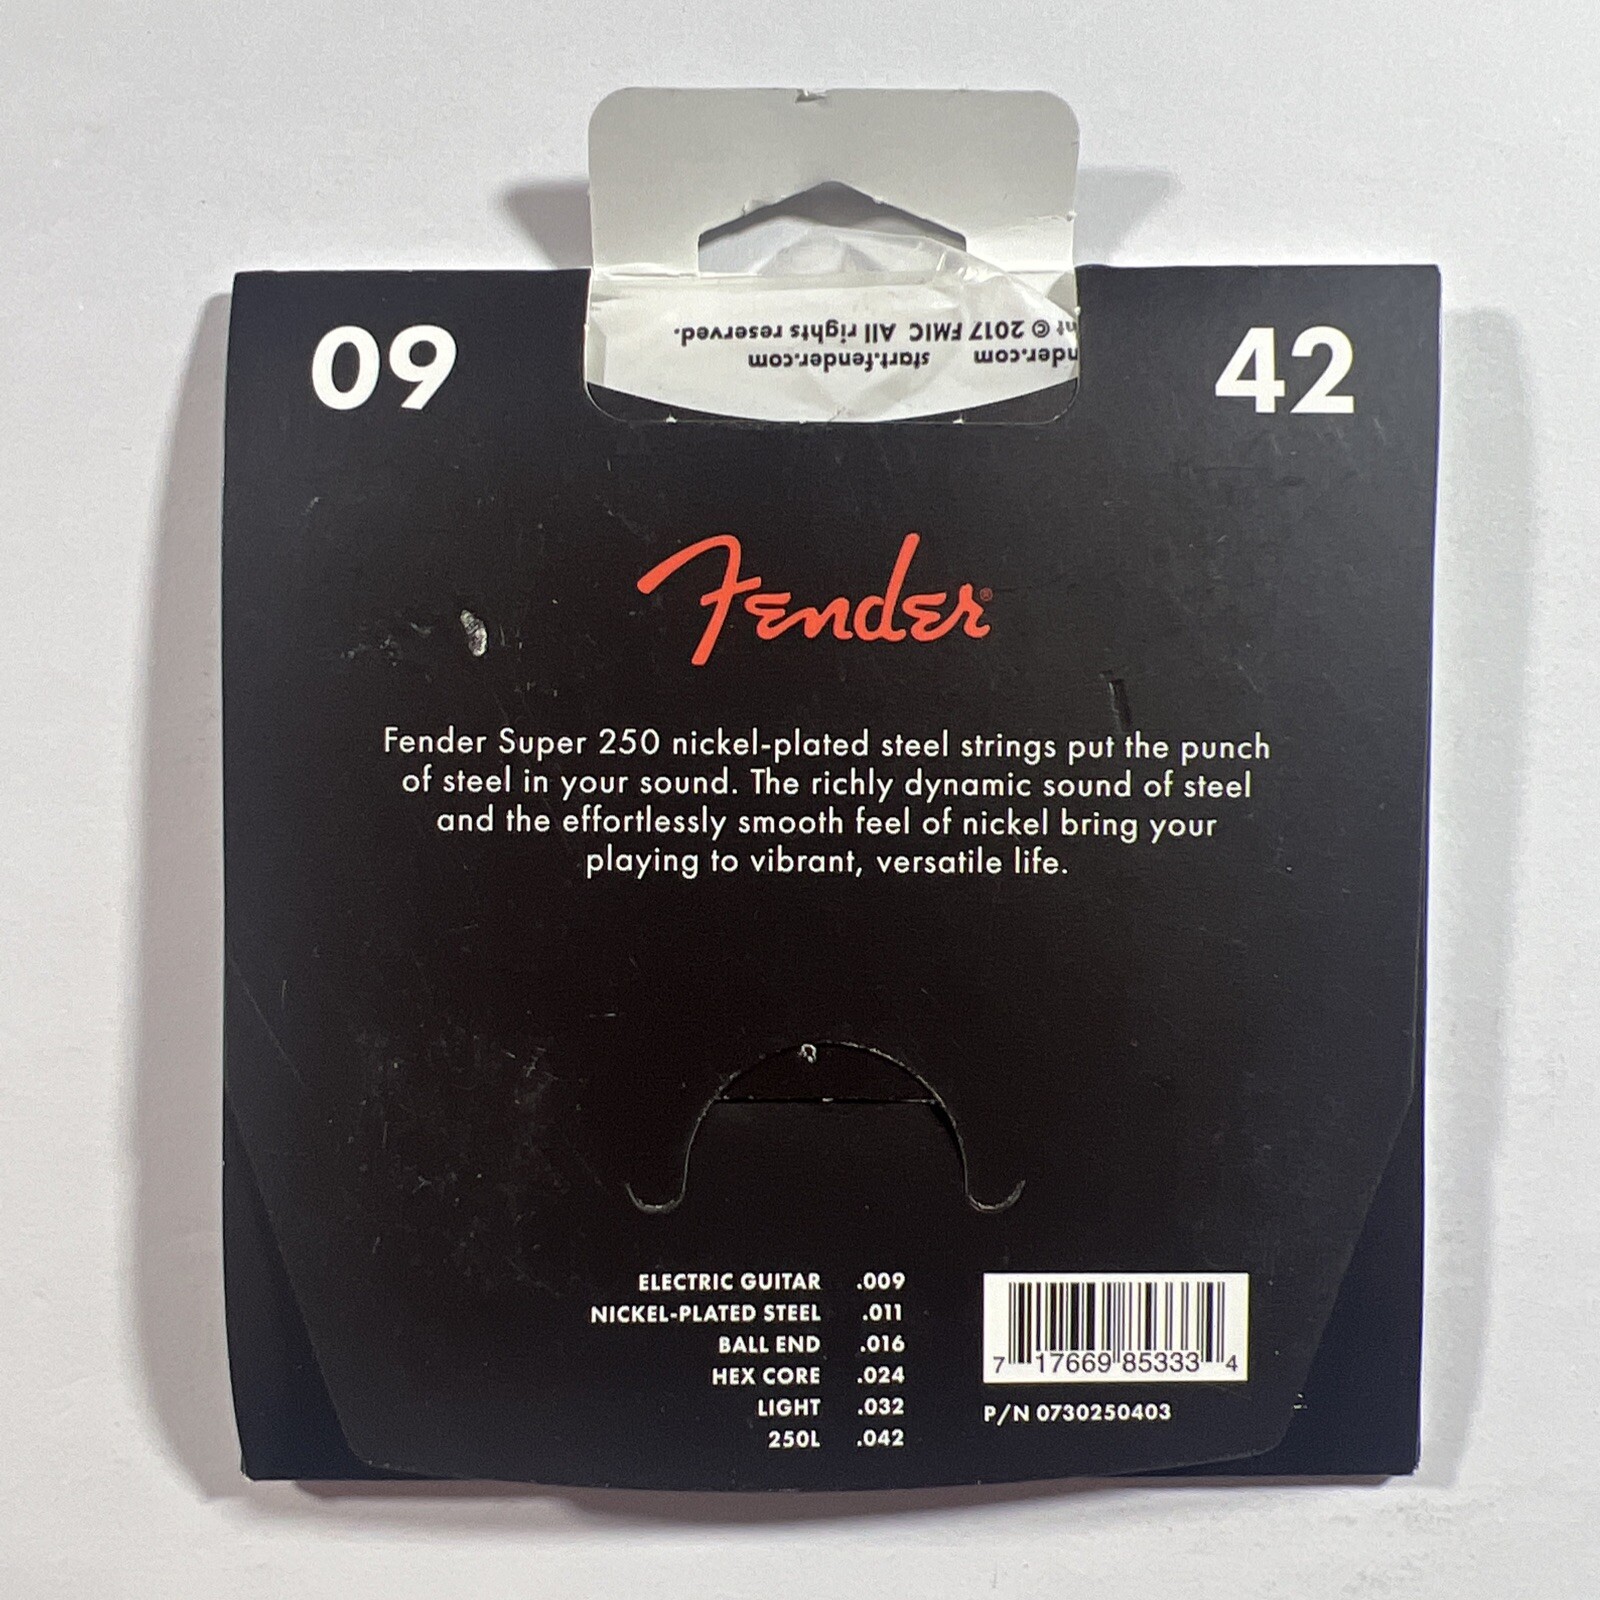 09
42
nt © 2017 FMIC All rights reserved.
nder.com start.fender.com
Fender®
Fender Super 250 nickel-plated steel strings put the punch
of steel in your sound. The richly dynamic sound of steel
and the effortlessly smooth feel of nickel bring your
playing to vibrant, versatile life.
ELECTRIC GUITAR .009
NICKEL-PLATED STEEL .011
BALL END .016
HEX CORE .024
LIGHT .032
250L .042
7 17669 85333 4
P/N 0730250403